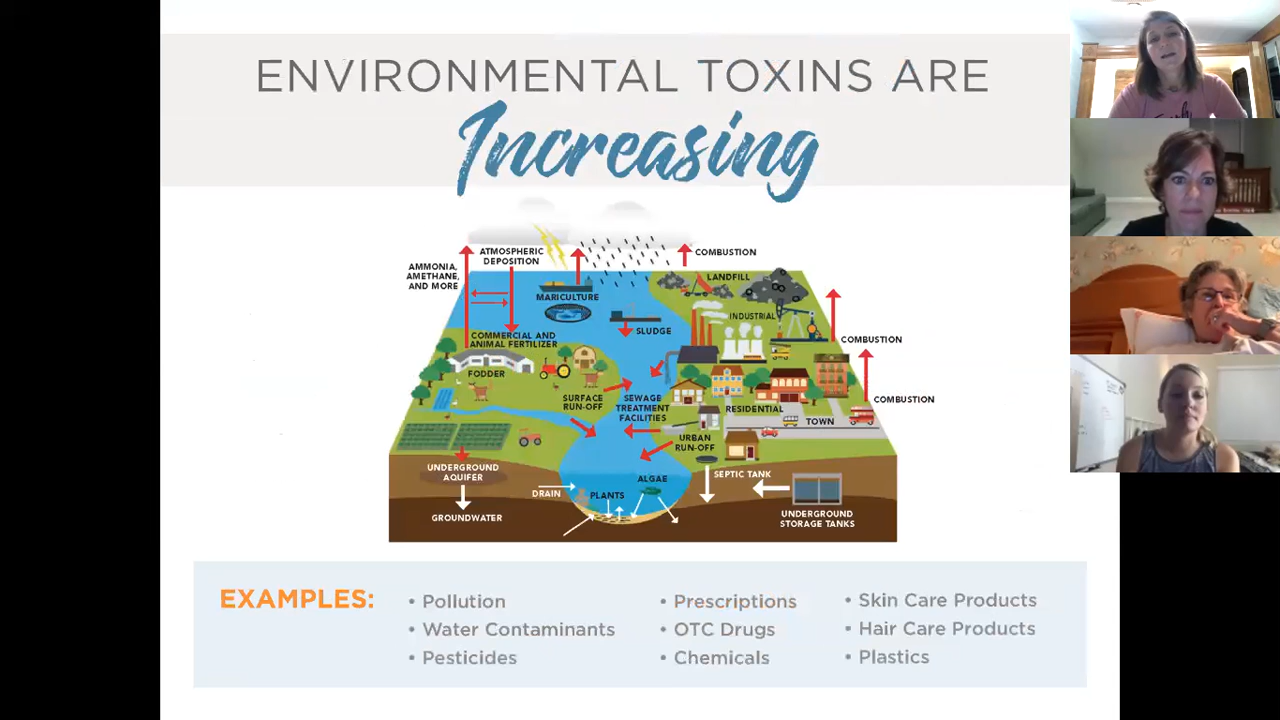 ENVIRONMENTAL TOXINS ARE
Increasing
ATMOSPHERIC
DEPOSITION
COMBUSTION
AMMONIA,
AMETHANE,
AND MORE
LANDFILL
MARICULTURE
INDUSTRIAL
SLUDGE
COMMERCIAL AND
ANIMAL FERTILIZER
COMBUSTION
FODDER
SURFACE
RUN-OFF
SEWAGE
TREATMENT
FACILITIES
COMBUSTION
RESIDENTIAL
TOWN
URBAN
RUN-OFF
UNDERGROUND
AQUIFER
SEPTIC TANK
ALGAE
DRAIN
PLANTS
GROUNDWATER
UNDERGROUND
STORAGE TANKS
EXAMPLES:
• Pollution
• Water Contaminants
• Pesticides
• Prescriptions
• OTC Drugs
• Chemicals
• Skin Care Products
• Hair Care Products
• Plastics